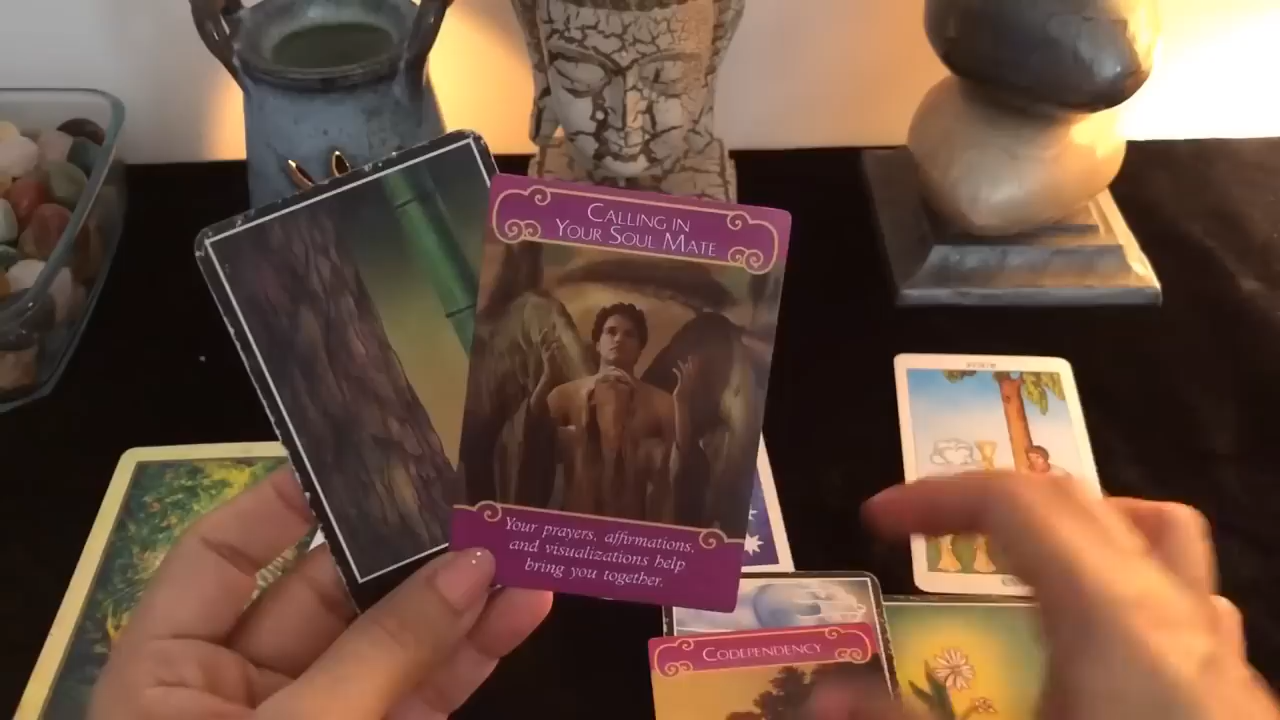 CALLING IN
YOUR SOUL MATE
Your prayers, affirmations,
and visualizations help
bring you together.
CODEPENDENCY